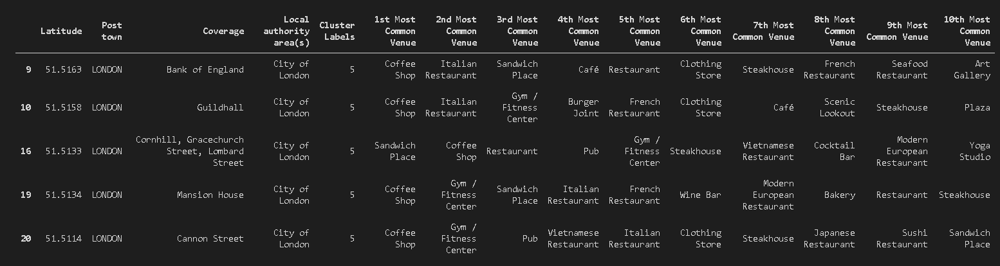 Latitude Post town Coverage Local authority area(s) Cluster Labels 1st Most Common Venue 2nd Most Common Venue 3rd Most Common Venue 4th Most Common Venue 5th Most Common Venue 6th Most Common Venue 7th Most Common Venue 8th Most Common Venue 9th Most Common Venue 10th Most Common Venue
9 51.5163 LONDON Bank of England City of London 5 Coffee Shop Italian Restaurant Sandwich Place Café Restaurant Clothing Store Steakhouse French Restaurant Seafood Restaurant Art Gallery
10 51.5158 LONDON Guildhall City of London 5 Coffee Shop Italian Restaurant Gym / Fitness Center Burger Joint French Restaurant Clothing Store Café Scenic Lookout Steakhouse Plaza
16 51.5133 LONDON Cornhill, Gracechurch Street, Lombard Street City of London 5 Sandwich Place Coffee Shop Restaurant Pub Gym / Fitness Center Steakhouse Vietnamese Restaurant Cocktail Bar Modern European Restaurant Yoga Studio
19 51.5134 LONDON Mansion House City of London 5 Coffee Shop Gym / Fitness Center Sandwich Place Italian Restaurant French Restaurant Wine Bar Modern European Restaurant Bakery Restaurant Steakhouse
20 51.5114 LONDON Cannon Street City of London 5 Coffee Shop Gym / Fitness Center Pub Vietnamese Restaurant Italian Restaurant Clothing Store Steakhouse Japanese Restaurant Sushi Restaurant Sandwich Place